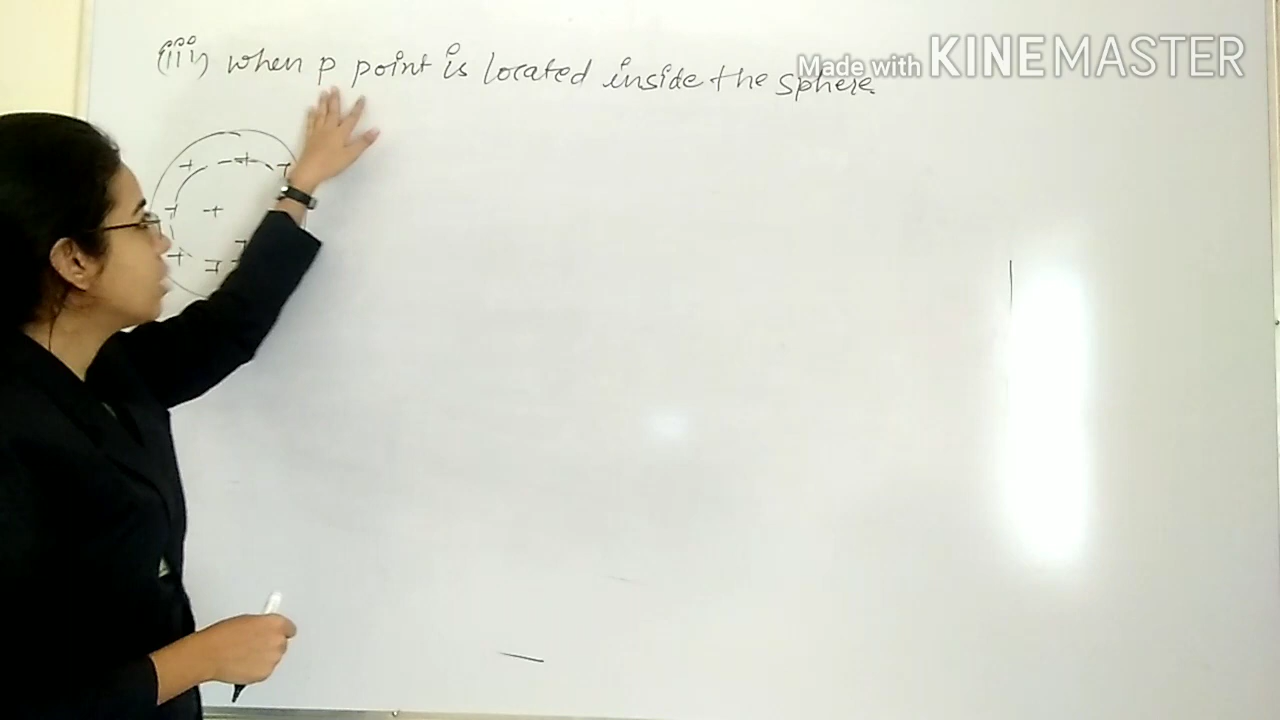 (iii) when p point is located inside the sphere.
Made with KINEMASTER